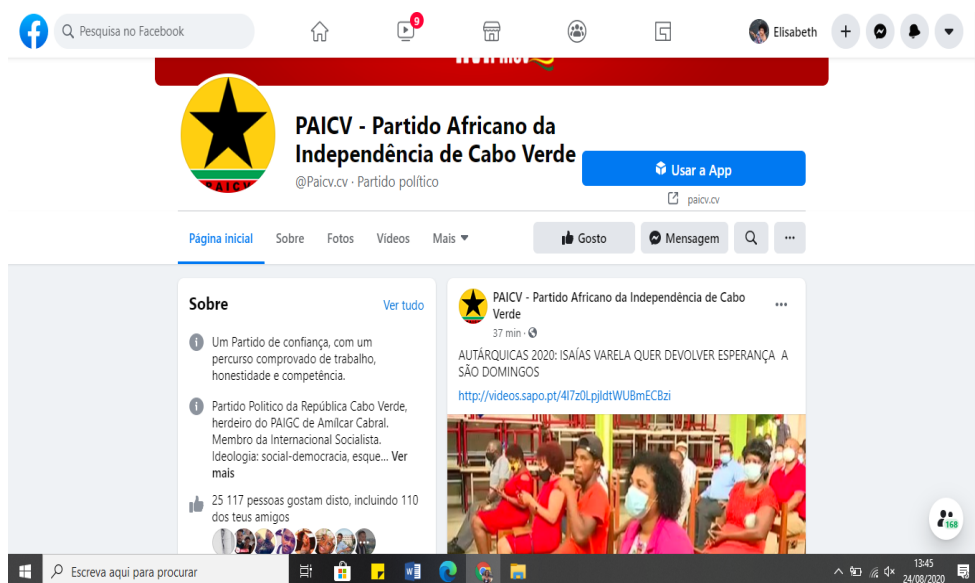 Pesquisa no Facebook
9
Elisabeth
PAICV
PAICV - Partido Africano da
Independência de Cabo Verde
@Paicv.cv · Partido político
Usar a App
paicv.cv
Página inicial Sobre Fotos Vídeos Mais
Gosto Mensagem
Sobre Ver tudo
Um Partido de confiança, com um
percurso comprovado de trabalho,
honestidade e competência.
Partido Politico da República Cabo Verde,
herdeiro do PAIGC de Amílcar Cabral.
Membro da Internacional Socialista.
Ideologia: social-democracia, esque... Ver
mais
25 117 pessoas gostam disto, incluindo 110
dos teus amigos
PAICV - Partido Africano da Independência de Cabo
Verde
37 min ·
AUTÁRQUICAS 2020: ISAÍAS VARELA QUER DEVOLVER ESPERANÇA A
SÃO DOMINGOS
http://videos.sapo.pt/4I7z0LpjIdtWUBmECBzi
168
Escreva aqui para procurar
13:45
24/08/2020